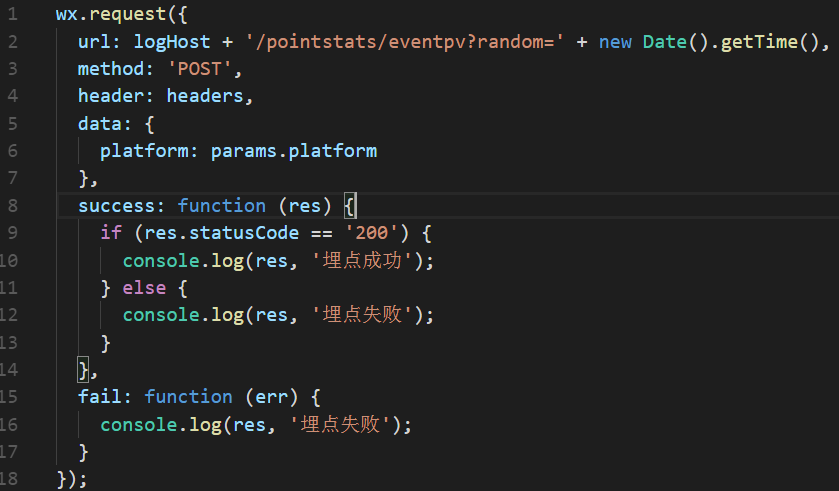 1 wx.request({
2 url: logHost + '/pointstats/eventpv?random=' + new Date().getTime(),
3 method: 'POST',
4 header: headers,
5 data: {
6 platform: params.platform
7 },
8 success: function (res) {
9 if (res.statusCode == '200') {
10 console.log(res, '埋点成功');
11 } else {
12 console.log(res, '埋点失败');
13 }
14 },
15 fail: function (err) {
16 console.log(res, '埋点失败');
17 }
18 });